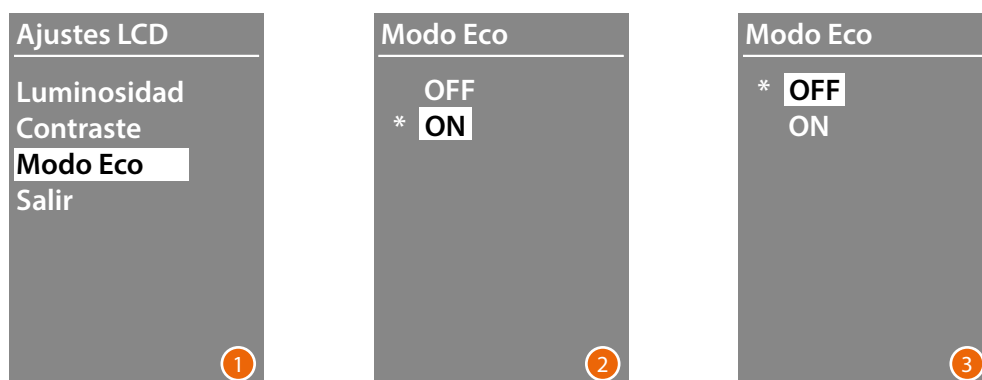 Ajustes LCD
Luminosidad
Contraste
Modo Eco
Salir
1
Modo Eco
OFF
* ON
2
Modo Eco
* OFF
ON
3